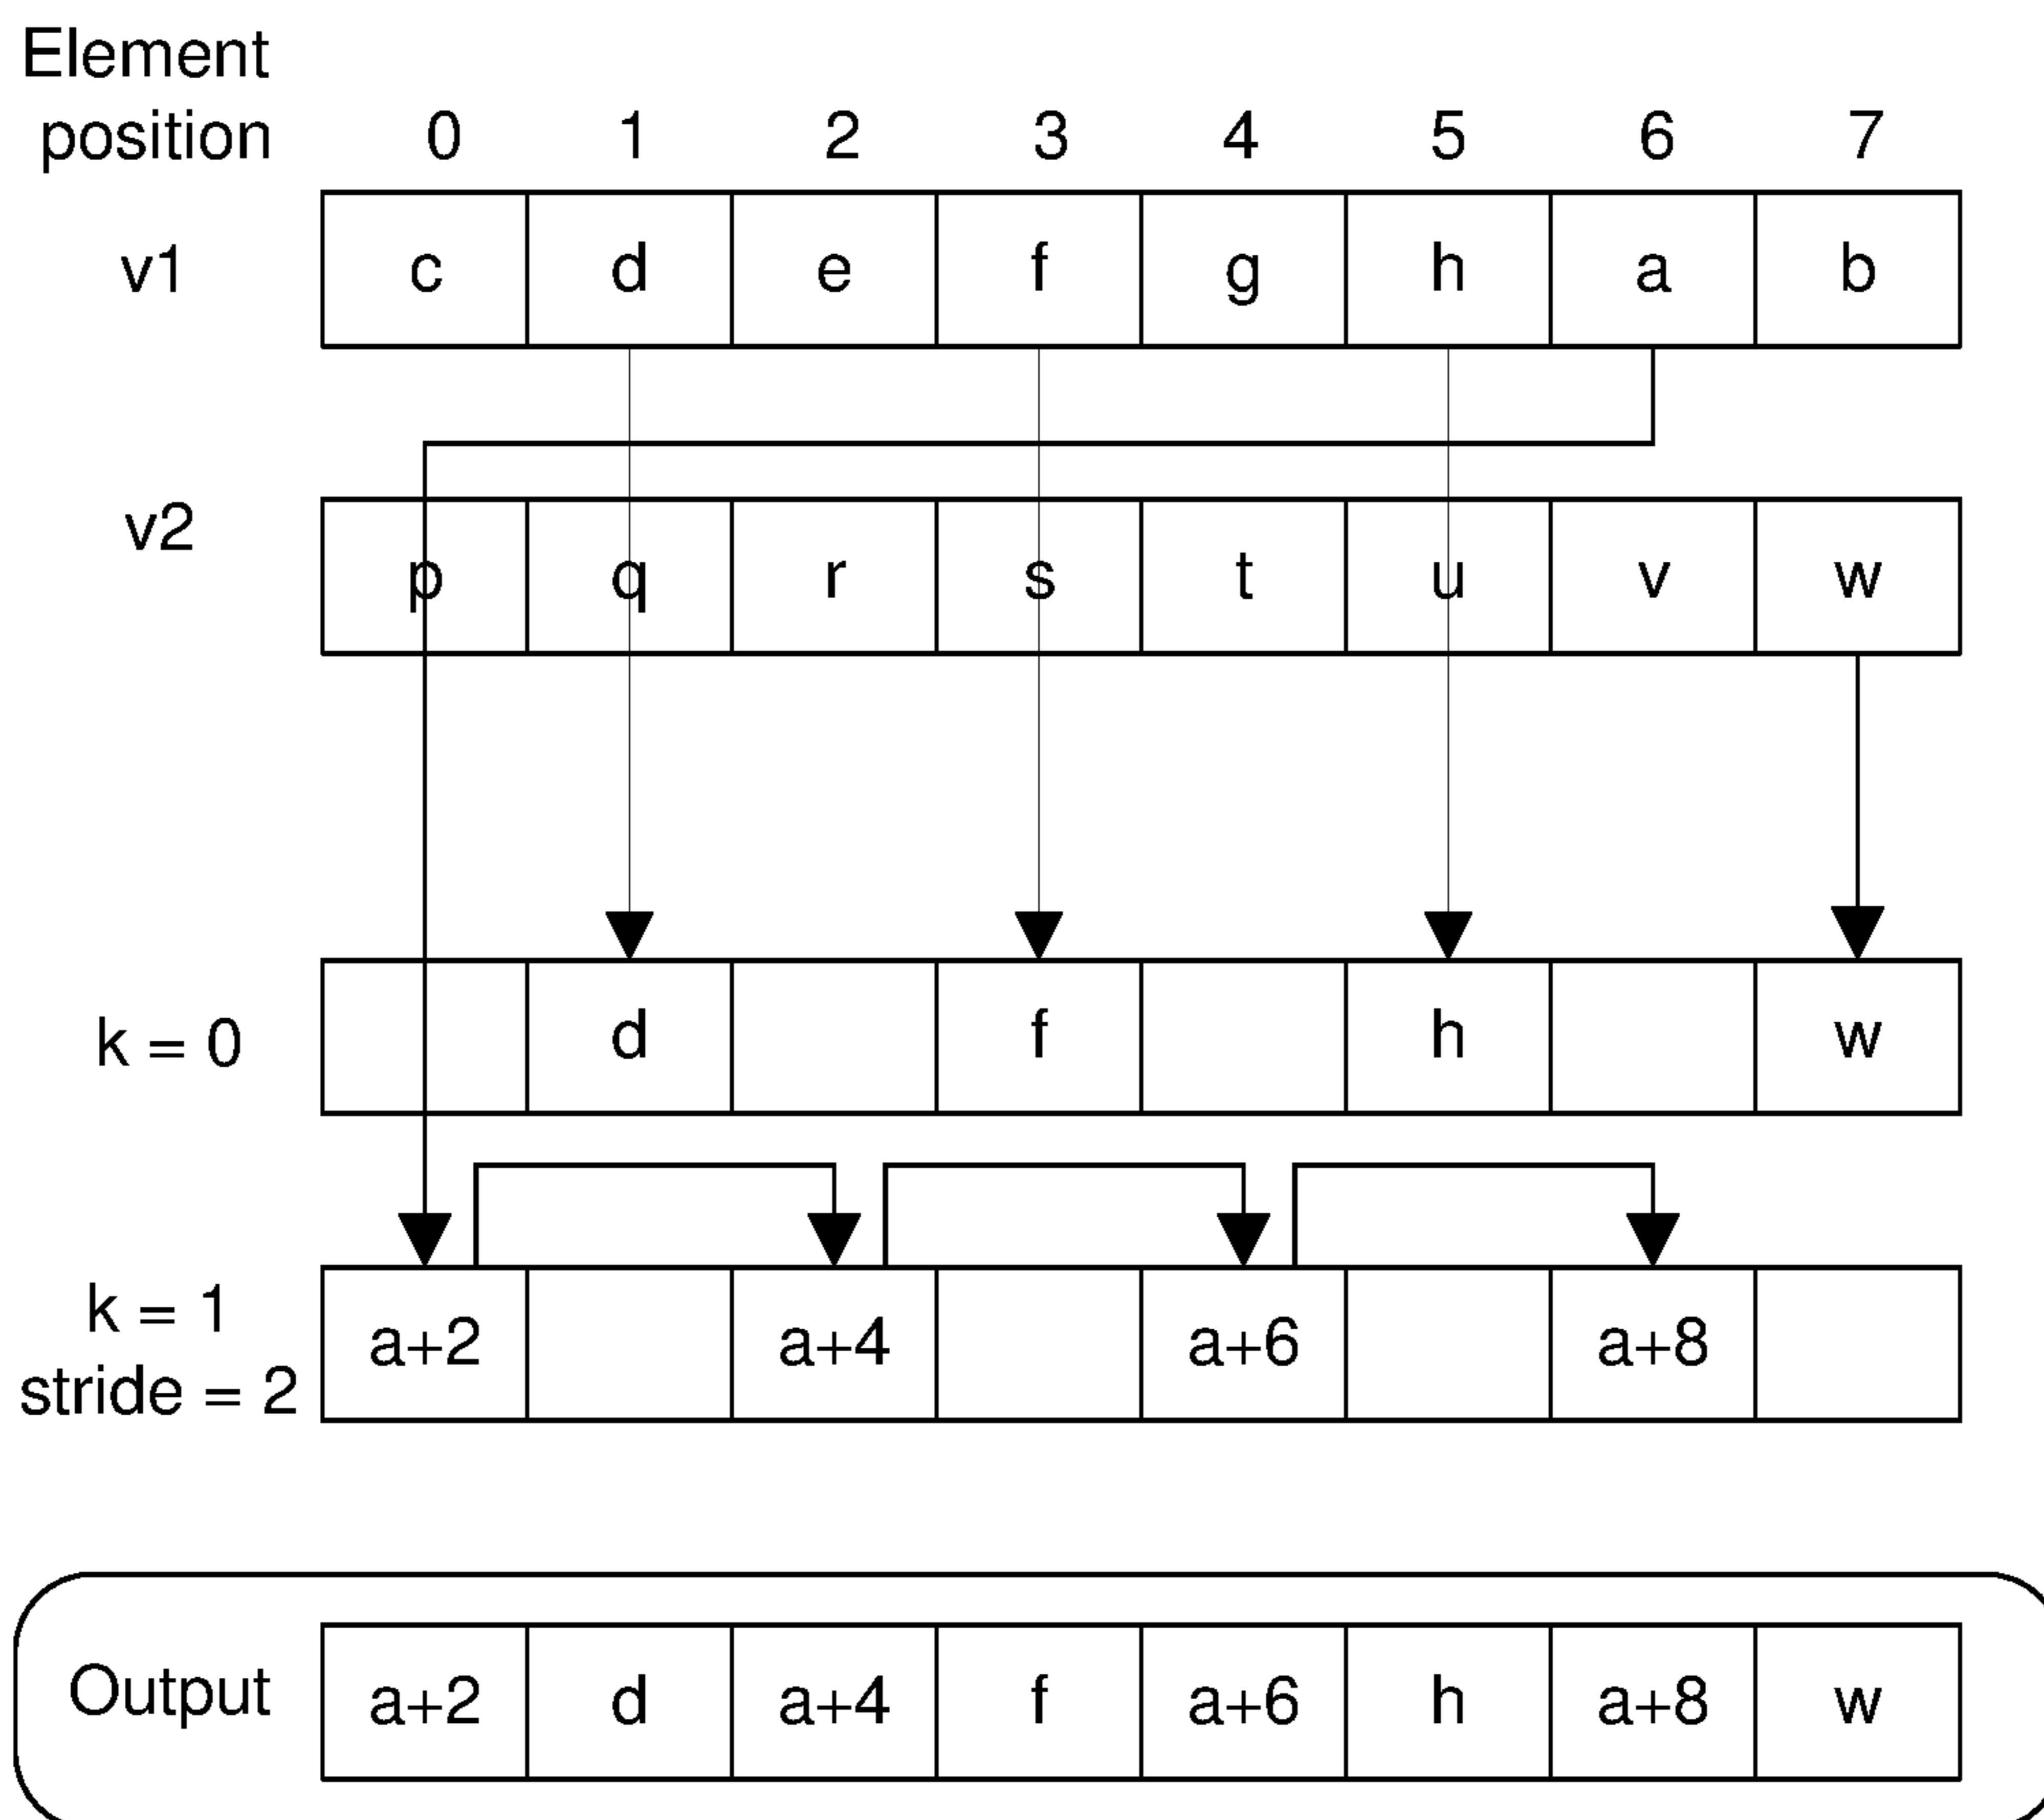 Element
position 0 1 2 3 4 5 6 7
v1 c d e f g h a b
v2 p q r s t u v w
k = 0 d f h w
k = 1
stride = 2 a+2 a+4 a+6 a+8
Output a+2 d a+4 f a+6 h a+8 w